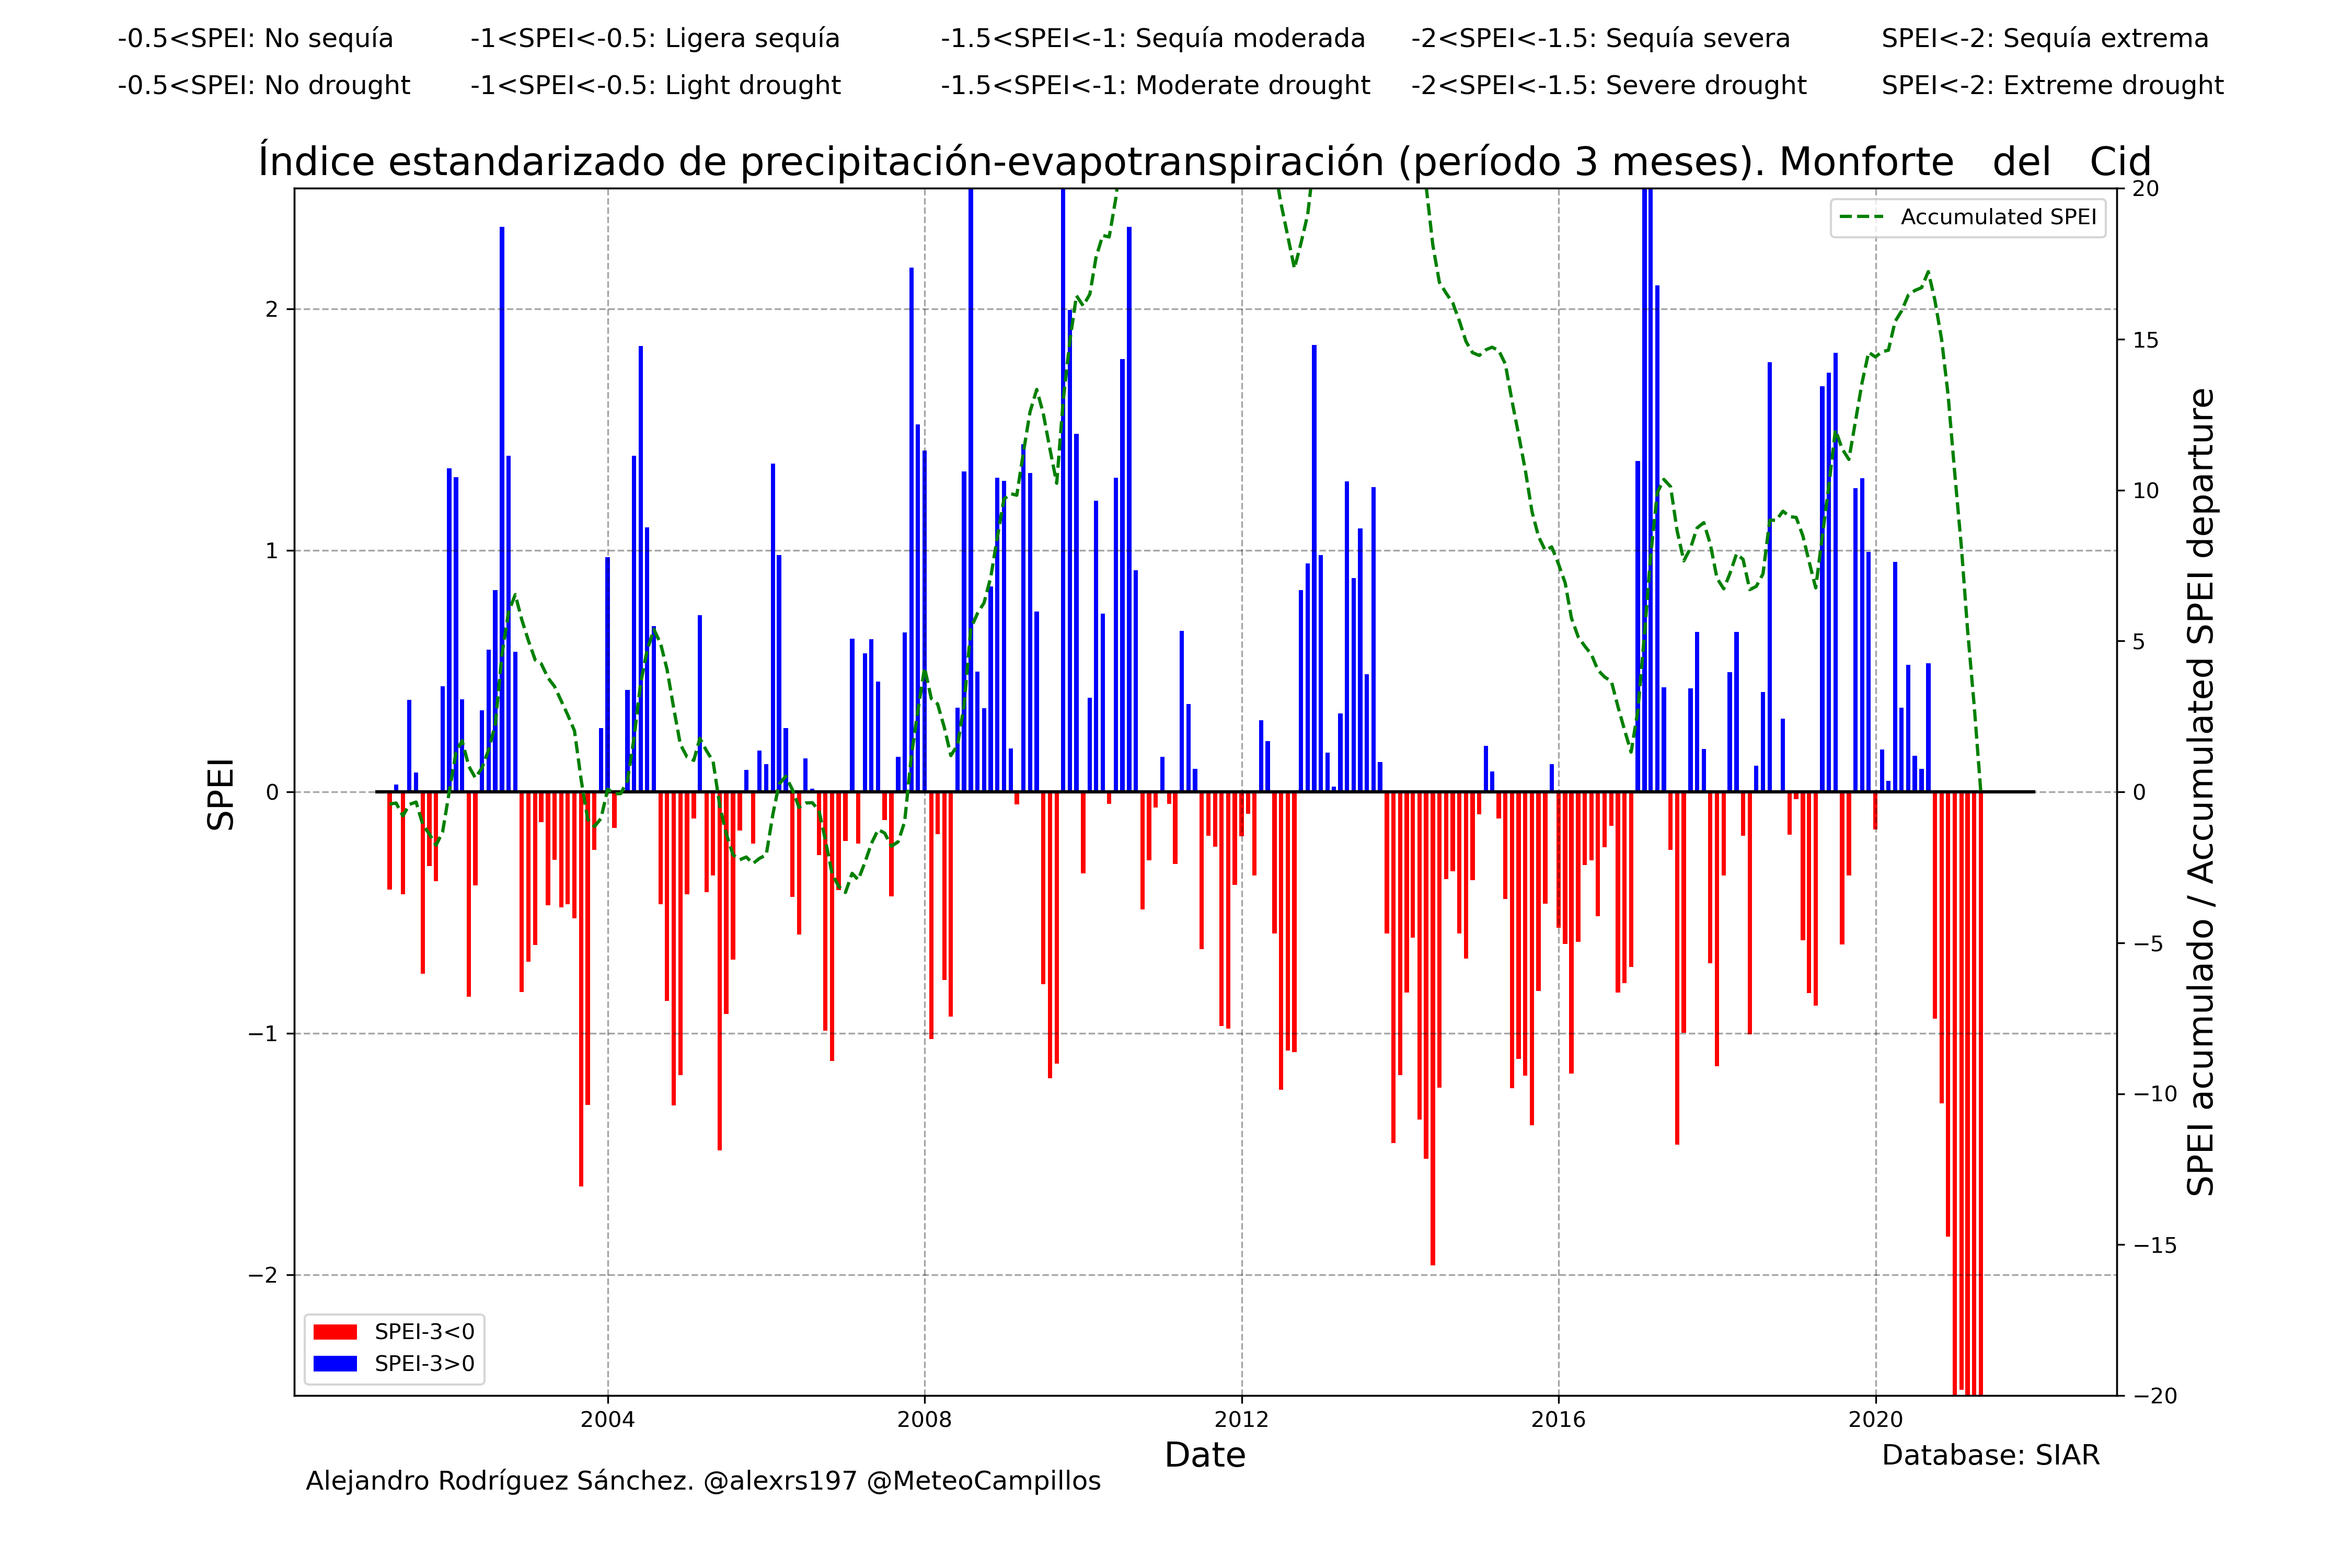 -0.5<SPEI: No sequía -1<SPEI<-0.5: Ligera sequía -1.5<SPEI<-1: Sequía moderada -2<SPEI<-1.5: Sequía severa SPEI<-2: Sequía extrema
-0.5<SPEI: No drought -1<SPEI<-0.5: Light drought -1.5<SPEI<-1: Moderate drought -2<SPEI<-1.5: Severe drought SPEI<-2: Extreme drought
Índice estandarizado de precipitación-evapotranspiración (período 3 meses). Monforte del Cid
Accumulated SPEI
2
1
0
−1
−2
SPEI
20
15
10
5
0
−5
−10
−15
−20
SPEI acumulado / Accumulated SPEI departure
SPEI-3<0
SPEI-3>0
2004 2008 2012 2016 2020
Date
Database: SIAR
Alejandro Rodríguez Sánchez. @alexrs197 @MeteoCampillos